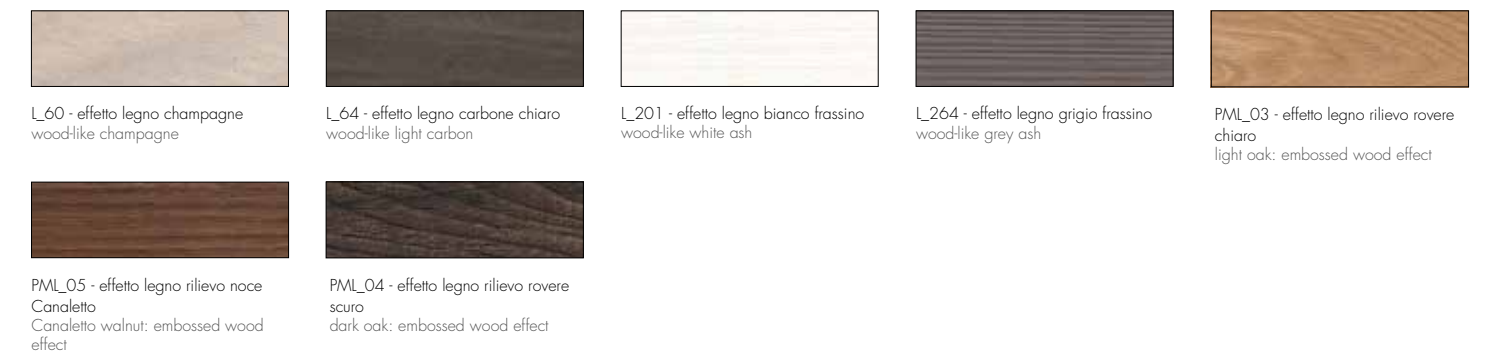 L_60 - effetto legno champagne
wood-like champagne
L_64 - effetto legno carbone chiaro
wood-like light carbon
L_201 - effetto legno bianco frassino
wood-like white ash
L_264 - effetto legno grigio frassino
wood-like grey ash
PML_03 - effetto legno rilievo rovere
chiaro
light oak: embossed wood effect
PML_05 - effetto legno rilievo noce
Canaletto
Canaletto walnut: embossed wood
effect
PML_04 - effetto legno rilievo rovere
scuro
dark oak: embossed wood effect